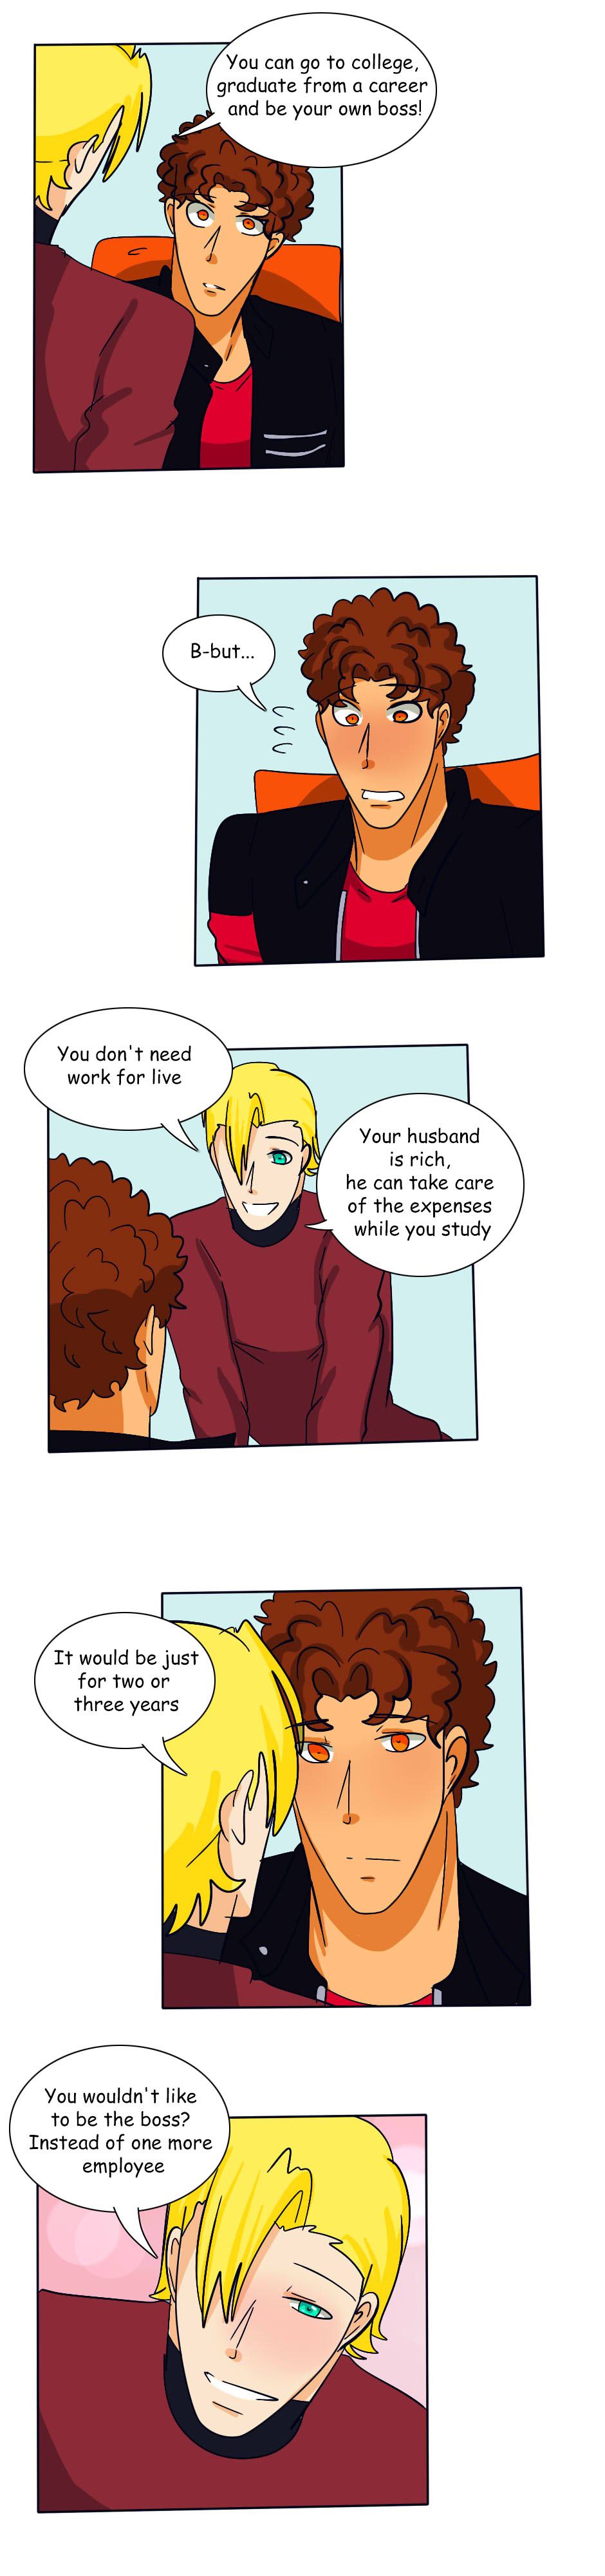 You can go to college,
graduate from a career
and be your own boss!
B-but...
You don't need
work for live
Your husband
is rich,
he can take care
of the expenses
while you study
It would be just
for two or
three years
You wouldn't like
to be the boss?
Instead of one more
employee